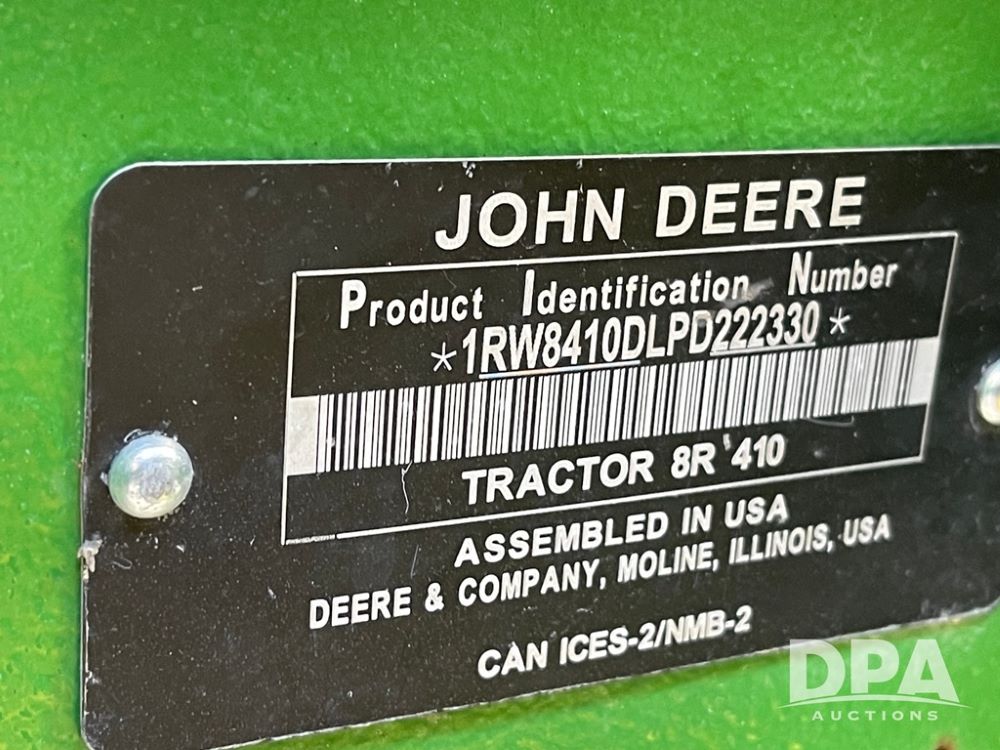 JOHN DEERE
Product Identification Number
*1RW8410DLPD222330*
TRACTOR 8R 410
ASSEMBLED IN USA
DEERE & COMPANY, MOLINE, ILLINOIS, USA
CAN ICES-2/NMB-2
DPA
AUCTIONS